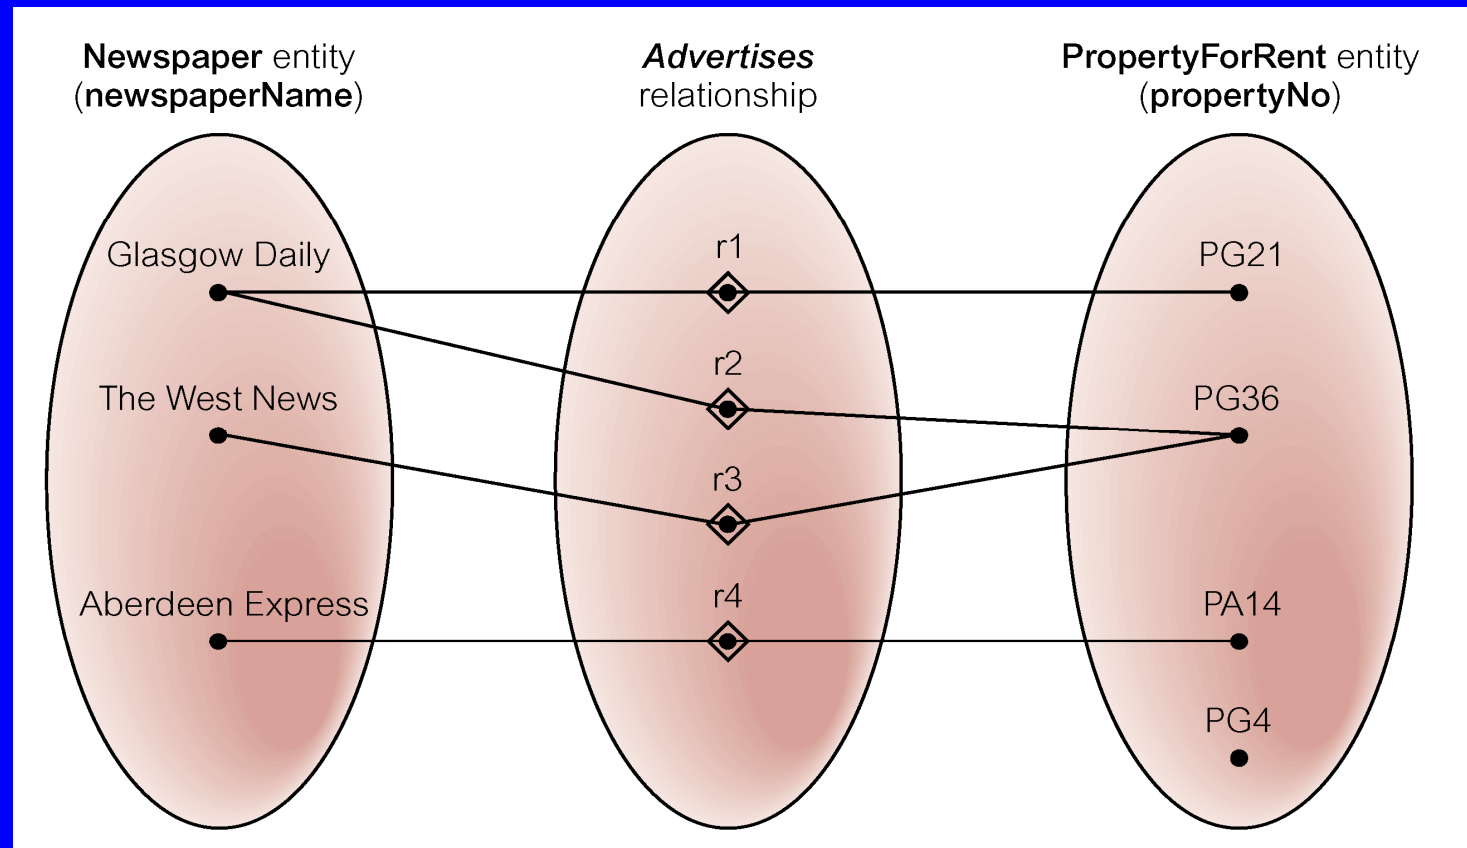 Newspaper entity
(newspaperName)
Advertises
relationship
PropertyForRent entity
(propertyNo)
Glasgow Daily
The West News
Aberdeen Express
r1
r2
r3
r4
PG21
PG36
PA14
PG4